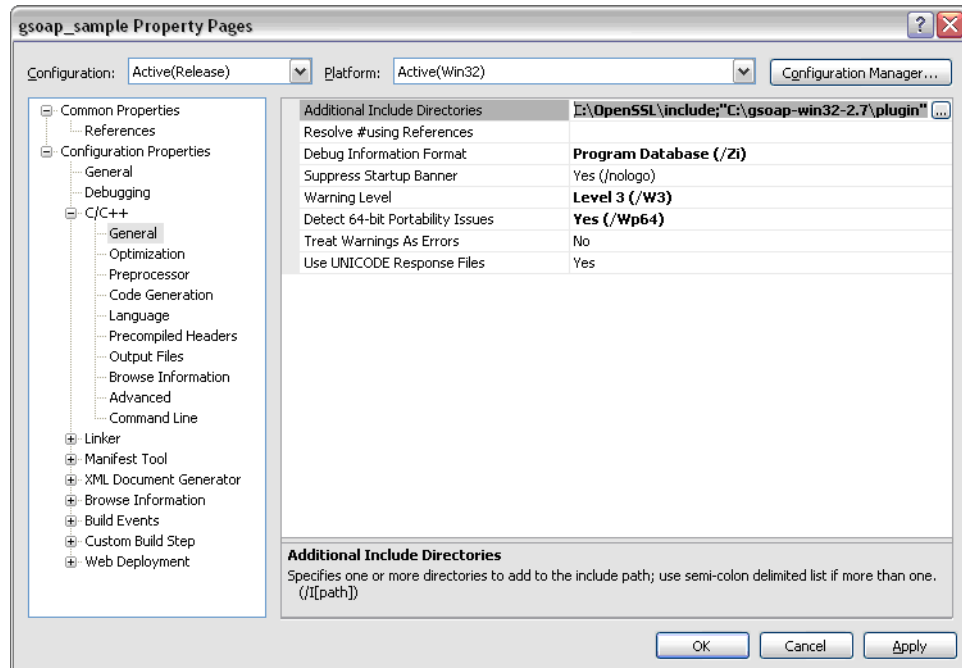 gsoap_sample Property Pages
Configuration: Active(Release) Platform: Active(Win32) Configuration Manager...
Common Properties
References
Configuration Properties
General
Debugging
C/C++
General
Optimization
Preprocessor
Code Generation
Language
Precompiled Headers
Output Files
Browse Information
Advanced
Command Line
Linker
Manifest Tool
XML Document Generator
Browse Information
Build Events
Custom Build Step
Web Deployment
Additional Include Directories C:\OpenSSL\include;"C:\gsoap-win32-2.7\plugin" ...
Resolve #using References
Debug Information Format Program Database (/Zi)
Suppress Startup Banner Yes (/nologo)
Warning Level Level 3 (/W3)
Detect 64-bit Portability Issues Yes (/Wp64)
Treat Warnings As Errors No
Use UNICODE Response Files Yes
Additional Include Directories
Specifies one or more directories to add to the include path; use semi-colon delimited list if more than one.
(/I[path])
OK Cancel Apply